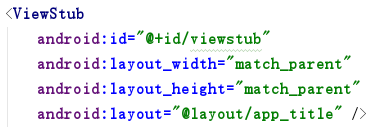 <ViewStub
android:id="@+id/viewstub"
android:layout_width="match_parent"
android:layout_height="match_parent"
android:layout="@layout/app_title" />